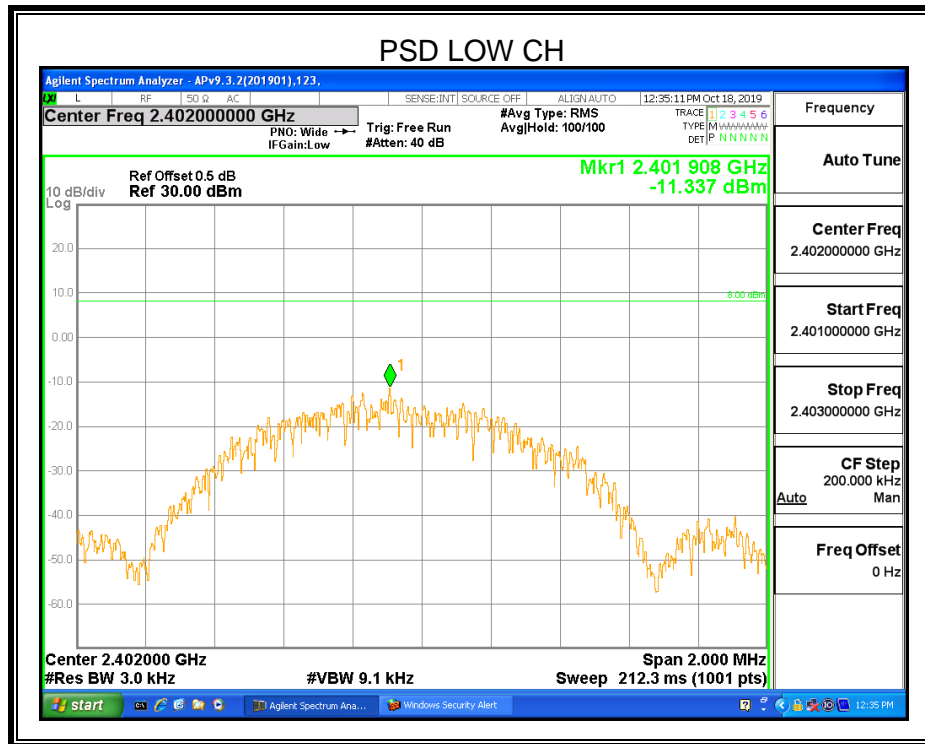 PSD LOW CH
Agilent Spectrum Analyzer - APv9.3.2(201901),123,
LXI L RF 50 Ω AC SENSE:INT SOURCE OFF ALIGN AUTO 12:35:11 PM Oct 18, 2019
Center Freq 2.402000000 GHz
PNO: Wide
IFGain:Low
Trig: Free Run
#Atten: 40 dB
#Avg Type: RMS
Avg|Hold: 100/100
TRACE 1 2 3 4 5 6
TYPE M WWWWW
DET P N N N N N
Mkr1 2.401 908 GHz
-11.337 dBm
Ref Offset 0.5 dB
10 dB/div Ref 30.00 dBm
Log
20.0
10.0
8.00 dBm
0.00
1
-10.0
-20.0
-30.0
-40.0
-50.0
-60.0
Center 2.402000 GHz Span 2.000 MHz
#Res BW 3.0 kHz #VBW 9.1 kHz Sweep 212.3 ms (1001 pts)
Frequency
Auto Tune
Center Freq
2.402000000 GHz
Start Freq
2.401000000 GHz
Stop Freq
2.403000000 GHz
CF Step
200.000 kHz
Auto Man
Freq Offset
0 Hz
start Agilent Spectrum Ana... Windows Security Alert 12:35 PM